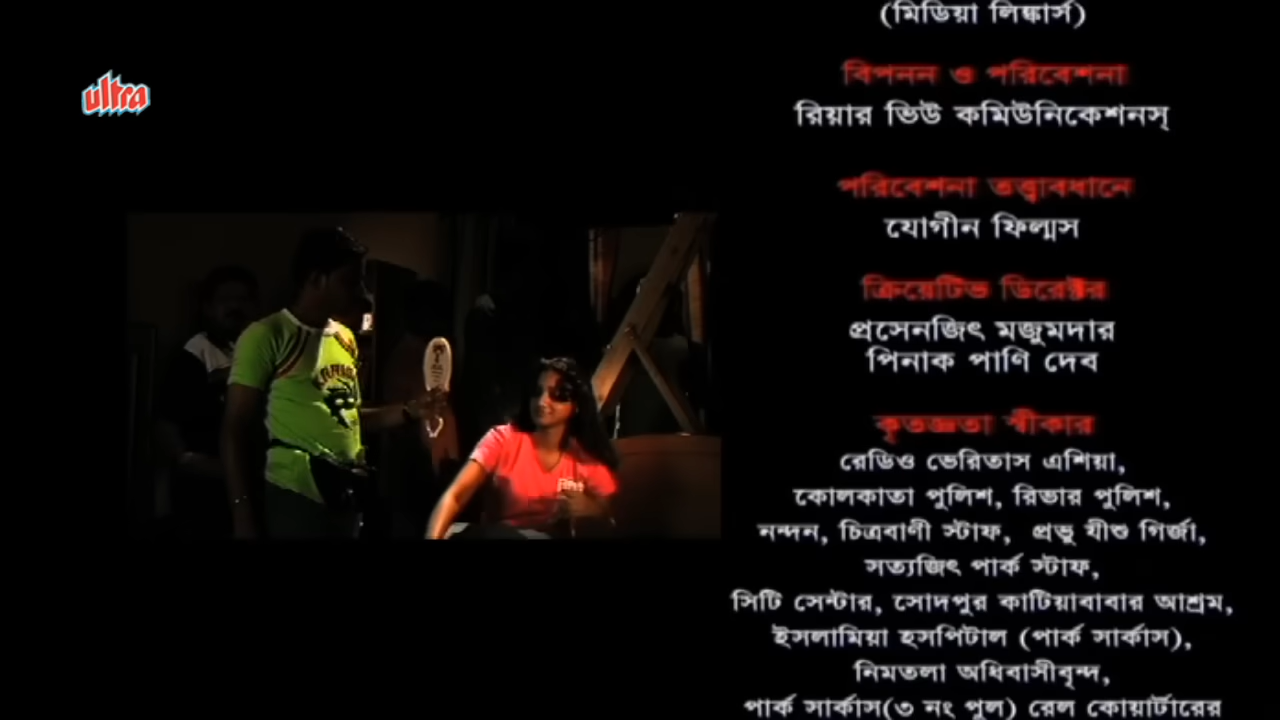 ultra
(মিডিয়া লিঙ্কার্স)
বিপনন ও পরিবেশনা
রিয়ার ভিউ কমিউনিকেশনস্
পরিবেশনা তত্ত্বাবধানে
যোগীন ফিল্মস
ক্রিয়েটিভ ডিরেক্টর
প্রসেনজিৎ মজুমদার
পিনাক পাণি দেব
কৃতজ্ঞতা স্বীকার
রেডিও ভেরিতাস এশিয়া,
কোলকাতা পুলিশ, রিভার পুলিশ,
নন্দন, চিত্রবাণী স্টাফ, প্রভু যীশু গির্জা,
সত্যজিৎ পার্ক স্টাফ,
সিটি সেন্টার, সোদপুর কাটিয়াবাবার আশ্রম,
ইসলামিয়া হসপিটাল (পার্ক সার্কাস),
নিমতলা অধিবাসীবৃন্দ,
পার্ক সার্কাস(৩ নং পুল) রেল কোয়ার্টারের